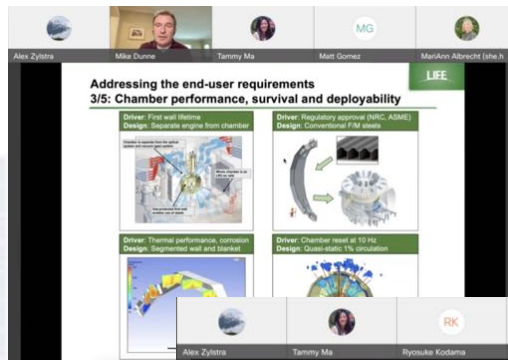 MG
Alex Zylstra
Mike Dunne
Tammy Ma
Matt Gomez
MariAnn Albrecht (she.h
Addressing the end-user requirements
3/5: Chamber performance, survival and deployability
LIFE
Driver: First wall lifetime
Design: Separate engine from chamber
Driver: Regulatory approval (NRC, ASME)
Design: Conventional F/M steels
Driver: Thermal performance, corrosion
Design: Segmented wall and blanket
Driver: Chamber reset at 10 Hz
Design: Quasi-static 1% circulation
RK
Alex Zylstra
Tammy Ma
Ryosuke Kodama